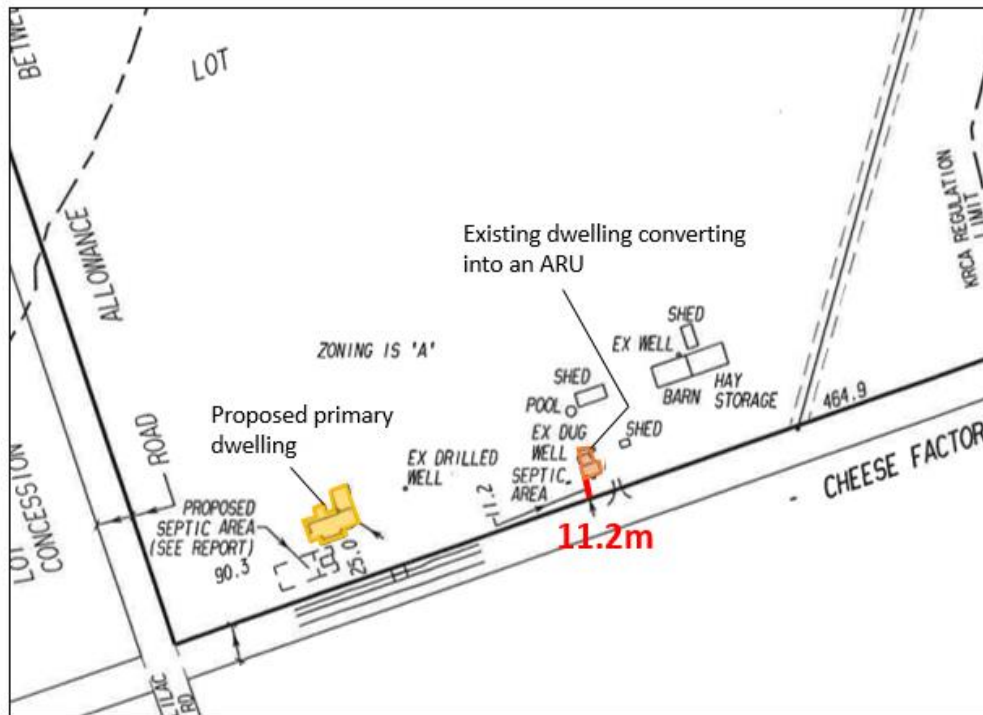 BETWE
LOT
ALLOWANCE
KRCA REGULATION
LIMIT
Existing dwelling converting
into an ARU
SHED
EX WELL
ZONING IS 'A'
SHED
BARN
HAY
STORAGE
POOL
464.9
Proposed primary
dwelling
ROAD
EX DUG
WELL
SHED
EX DRILLED
WELL
SEPTIC
AREA
CHEESE FACTOR
LOT
CONCESSION
PROPOSED
SEPTIC AREA
(SEE REPORT)
11.2
11.2m
90.3
25.0
RD